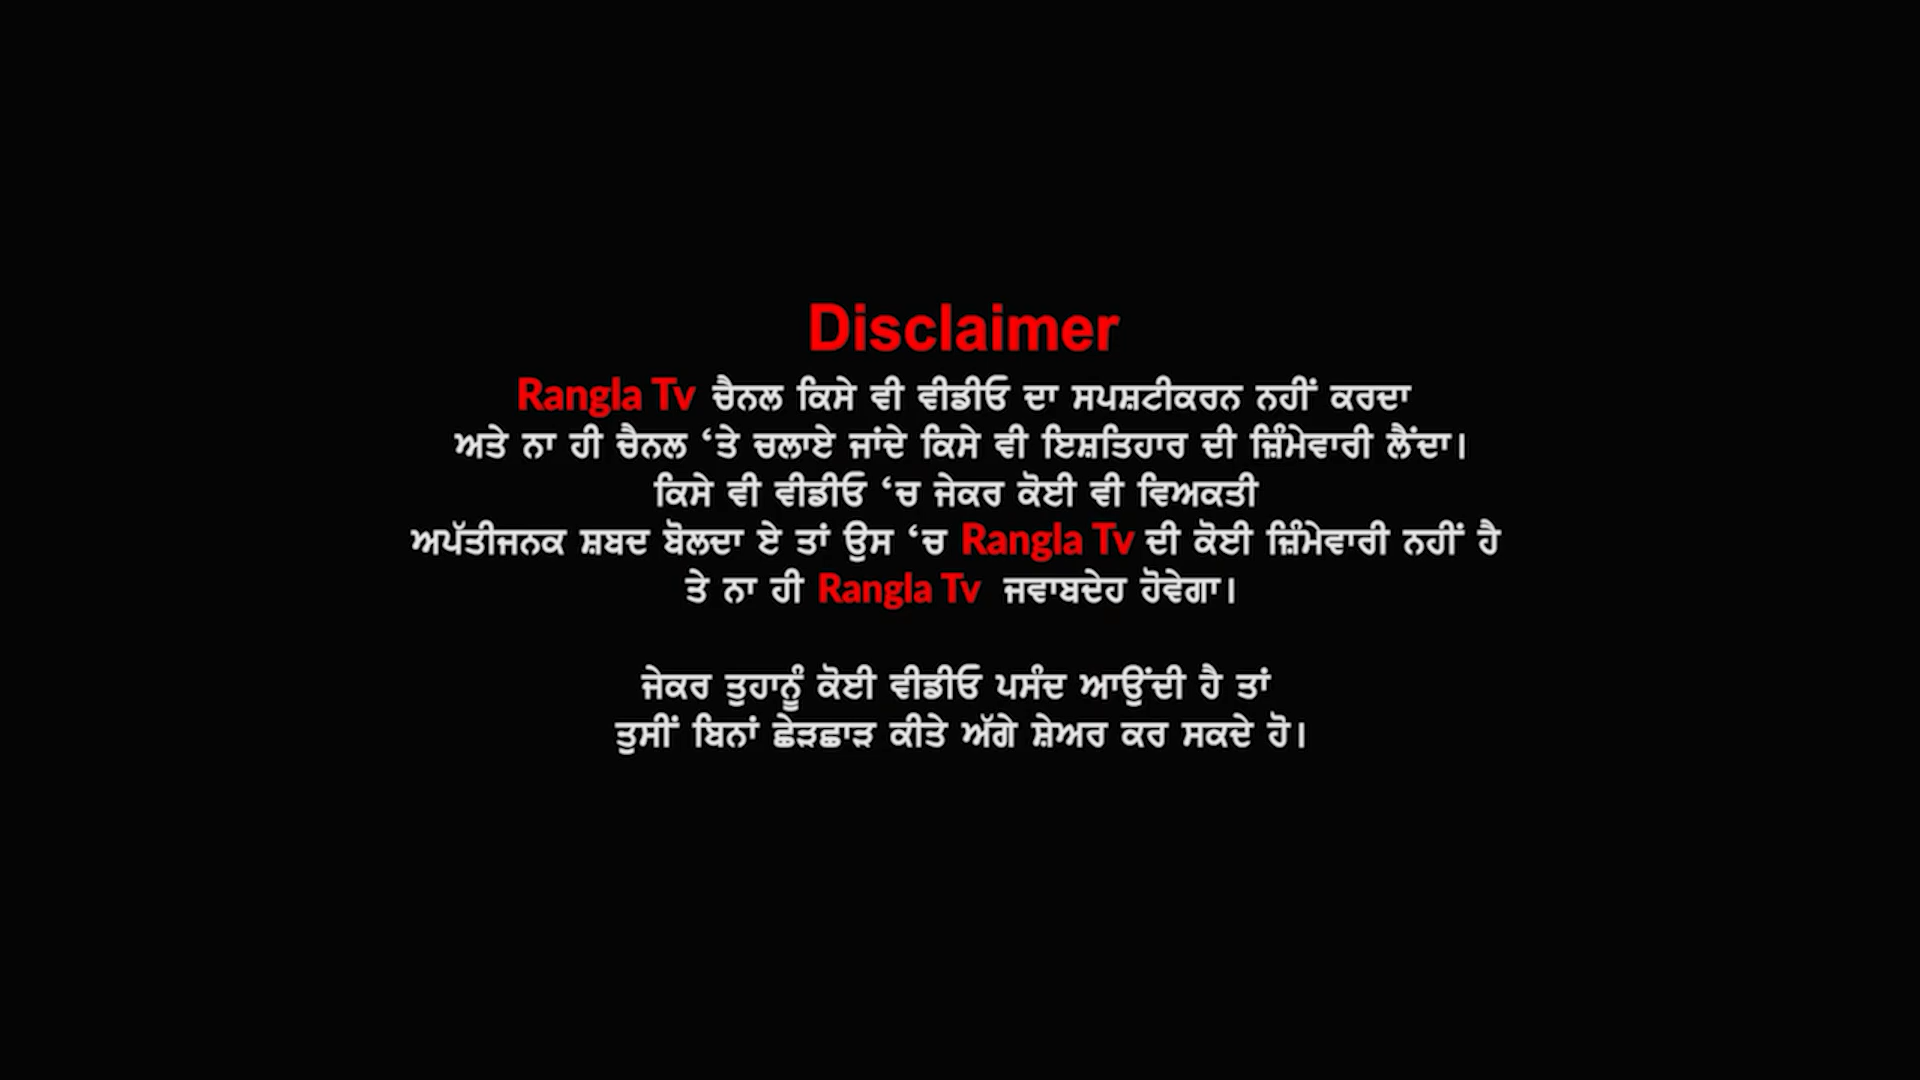 Disclaimer
Rangla Tv ਚੈਨਲ ਕਿਸੇ ਵੀ ਵੀਡੀਓ ਦਾ ਸਪਸ਼ਟੀਕਰਨ ਨਹੀਂ ਕਰਦਾ
ਅਤੇ ਨਾ ਹੀ ਚੈਨਲ ‘ਤੇ ਚਲਾਏ ਜਾਂਦੇ ਕਿਸੇ ਵੀ ਇਸ਼ਤਿਹਾਰ ਦੀ ਜ਼ਿੰਮੇਵਾਰੀ ਲੈਂਦਾ।
ਕਿਸੇ ਵੀ ਵੀਡੀਓ ‘ਚ ਜੇਕਰ ਕੋਈ ਵੀ ਵਿਅਕਤੀ
ਅਪੱਤੀਜਨਕ ਸ਼ਬਦ ਬੋਲਦਾ ਏ ਤਾਂ ਉਸ ‘ਚ Rangla Tv ਦੀ ਕੋਈ ਜ਼ਿੰਮੇਵਾਰੀ ਨਹੀਂ ਹੈ
ਤੇ ਨਾ ਹੀ Rangla Tv ਜਵਾਬਦੇਹ ਹੋਵੇਗਾ।
ਜੇਕਰ ਤੁਹਾਨੂੰ ਕੋਈ ਵੀਡੀਓ ਪਸੰਦ ਆਉਂਦੀ ਹੈ ਤਾਂ
ਤੁਸੀਂ ਬਿਨਾਂ ਛੇੜਛਾੜ ਕੀਤੇ ਅੱਗੇ ਸ਼ੇਅਰ ਕਰ ਸਕਦੇ ਹੋ।